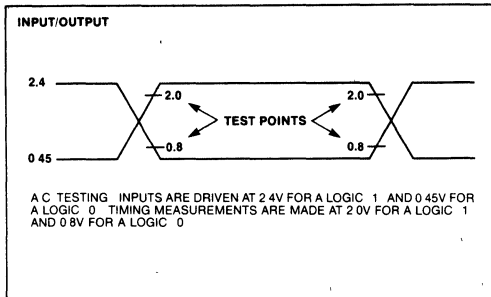 INPUT/OUTPUT
2.4
2.0
2.0
TEST POINTS
0.8
0.8
0 45
A C TESTING INPUTS ARE DRIVEN AT 2 4V FOR A LOGIC 1 AND 0 45V FOR
A LOGIC 0 TIMING MEASUREMENTS ARE MADE AT 2 0V FOR A LOGIC 1
AND 0 8V FOR A LOGIC 0